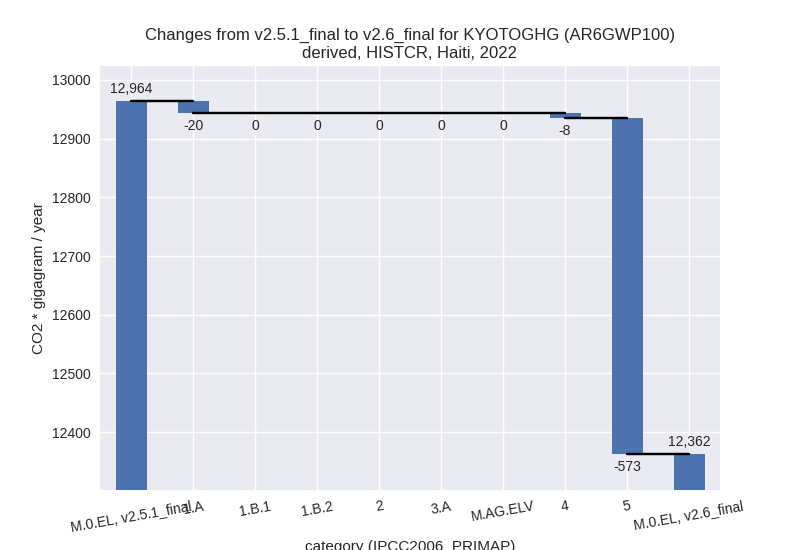 Changes from v2.5.1_final to v2.6_final for KYOTOGHG (AR6GWP100)
derived, HISTCR, Haiti, 2022
CO2 * gigagram / year
13000
12900
12800
12700
12600
12500
12400
12,964
-20
0
0
0
0
0
-8
-573
12,362
M.0.EL, v2.5.1_final
1.A
1.B.1
1.B.2
2
3.A
M.AG.ELV
4
5
M.0.EL, v2.6_final
category (IPCC2006_PRIMAP)